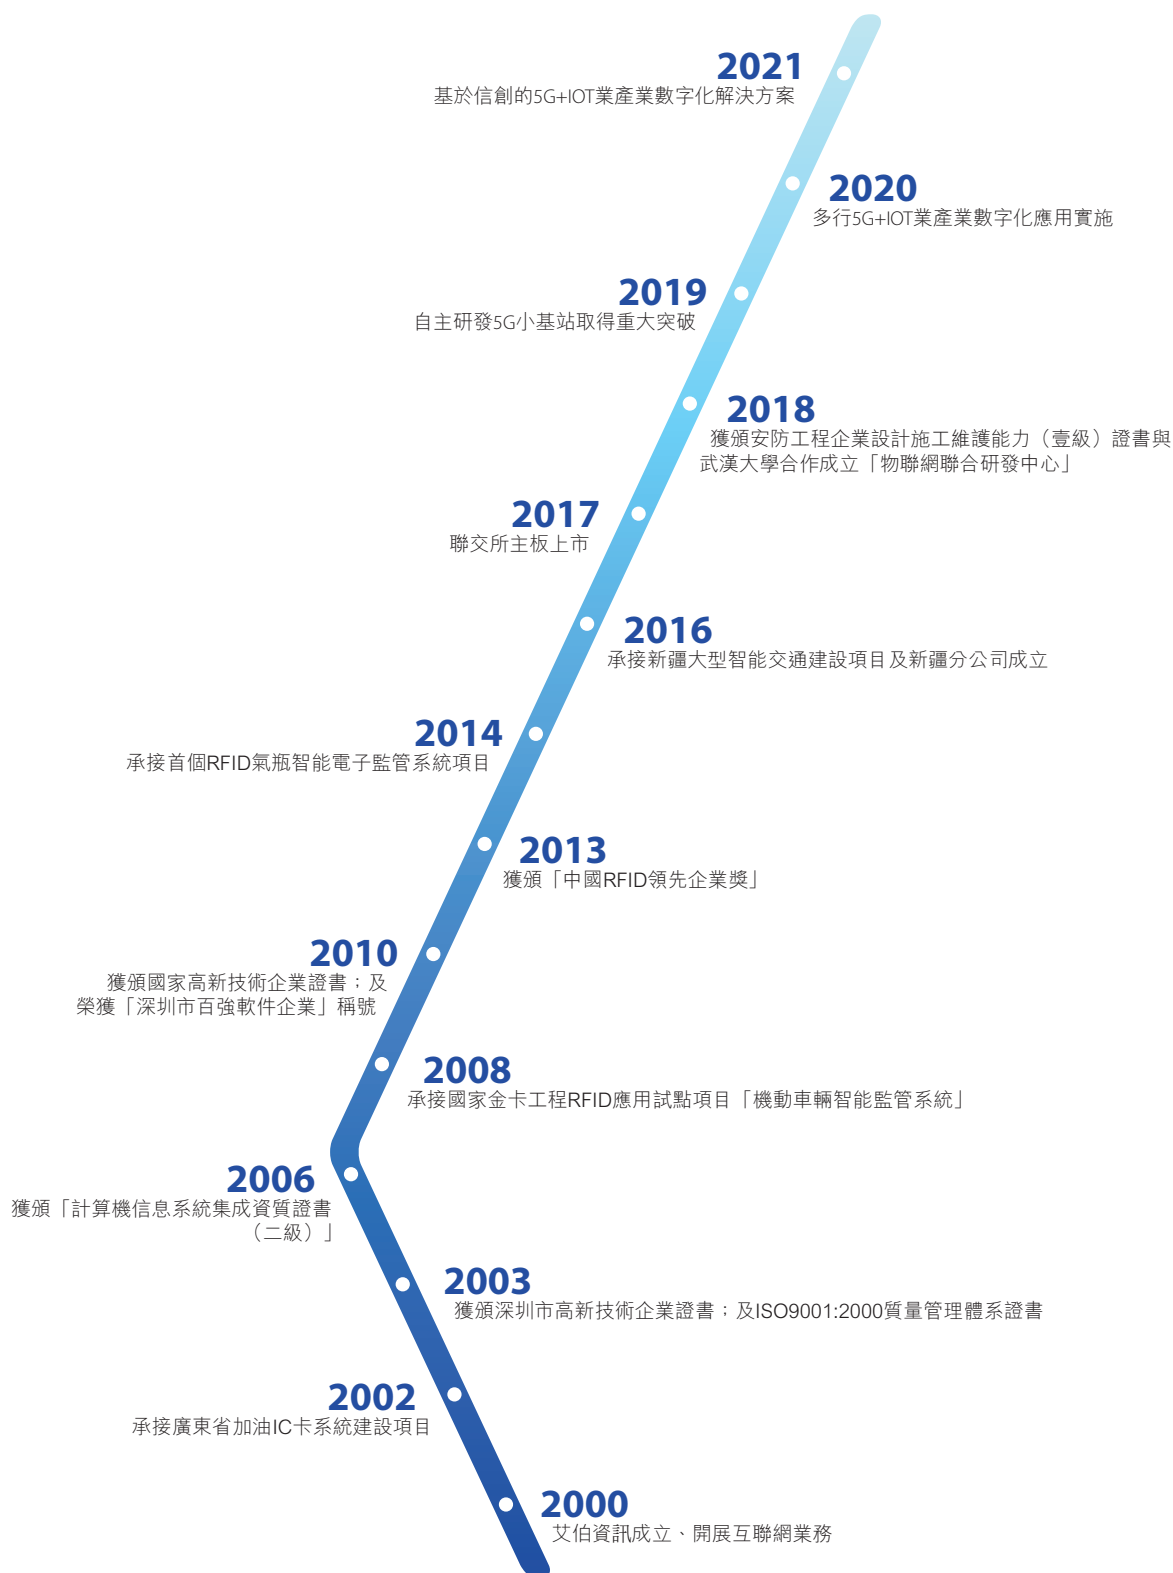 2021
基於信創的5G+IOT業產業數字化解決方案
2020
多行5G+IOT業產業數字化應用實施
2019
自主研發5G小基站取得重大突破
2018
獲頒安防工程企業設計施工維護能力（壹級）證書與
武漢大學合作成立「物聯網聯合研發中心」
2017
聯交所主板上市
2016
承接新疆大型智能交通建設項目及新疆分公司成立
2014
承接首個RFID氣瓶智能電子監管系統項目
2013
獲頒「中國RFID領先企業獎」
2010
獲頒國家高新技術企業證書；及
榮獲「深圳市百強軟件企業」稱號
2008
承接國家金卡工程RFID應用試點項目「機動車輛智能監管系統」
2006
獲頒「計算機信息系統集成資質證書
（二級）」
2003
獲頒深圳市高新技術企業證書；及ISO9001:2000質量管理體系證書
2002
承接廣東省加油IC卡系統建設項目
2000
艾伯資訊成立、開展互聯網業務